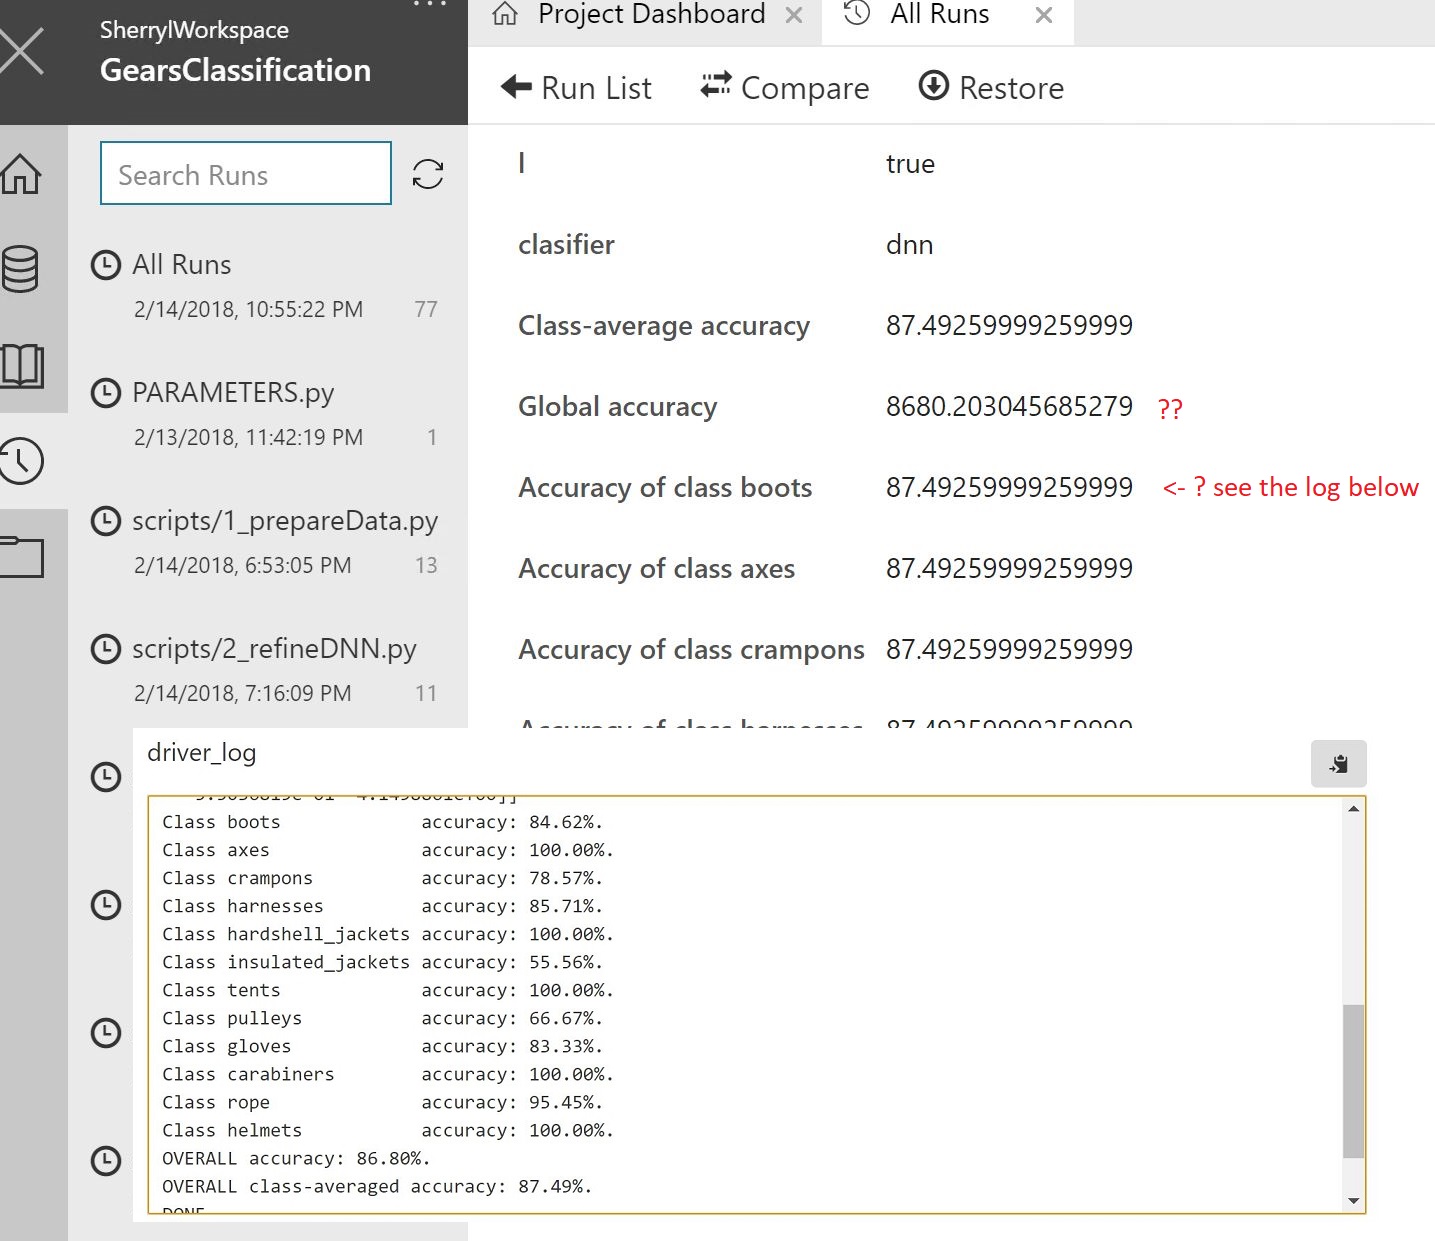 SherrylWorkspace
GearsClassification
Project Dashboard
All Runs
Run List
Compare
Restore
Search Runs
All Runs
2/14/2018, 10:55:22 PM 77
PARAMETERS.py
2/13/2018, 11:42:19 PM 1
scripts/1_prepareData.py
2/14/2018, 6:53:05 PM 13
scripts/2_refineDNN.py
2/14/2018, 7:16:09 PM 11
I true
clasifier dnn
Class-average accuracy 87.49259999259999
Global accuracy 8680.203045685279 ??
Accuracy of class boots 87.49259999259999 <- ? see the log below
Accuracy of class axes 87.49259999259999
Accuracy of class crampons 87.49259999259999
Accuracy of class harnesses 87.49259999259999
driver_log
Class boots accuracy: 84.62%.
Class axes accuracy: 100.00%.
Class crampons accuracy: 78.57%.
Class harnesses accuracy: 85.71%.
Class hardshell_jackets accuracy: 100.00%.
Class insulated_jackets accuracy: 55.56%.
Class tents accuracy: 100.00%.
Class pulleys accuracy: 66.67%.
Class gloves accuracy: 83.33%.
Class carabiners accuracy: 100.00%.
Class rope accuracy: 95.45%.
Class helmets accuracy: 100.00%.
OVERALL accuracy: 86.80%.
OVERALL class-averaged accuracy: 87.49%.
DONE